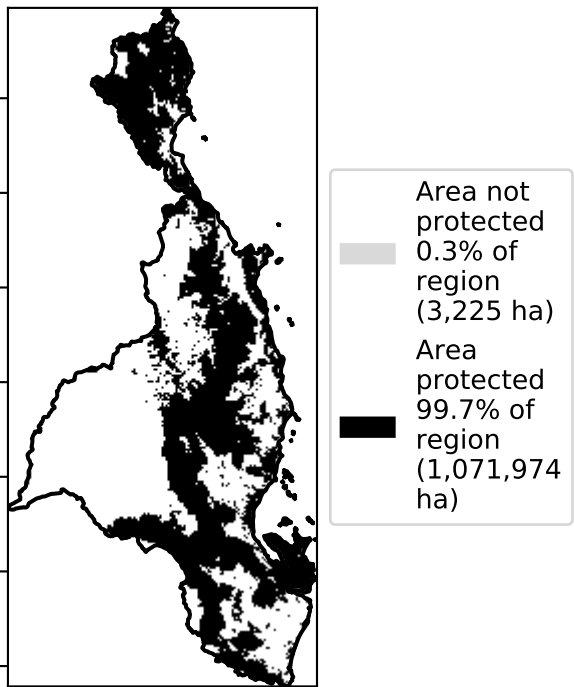 Area not
protected
0.3% of
region
(3,225 ha)
Area
protected
99.7% of
region
(1,071,974
ha)